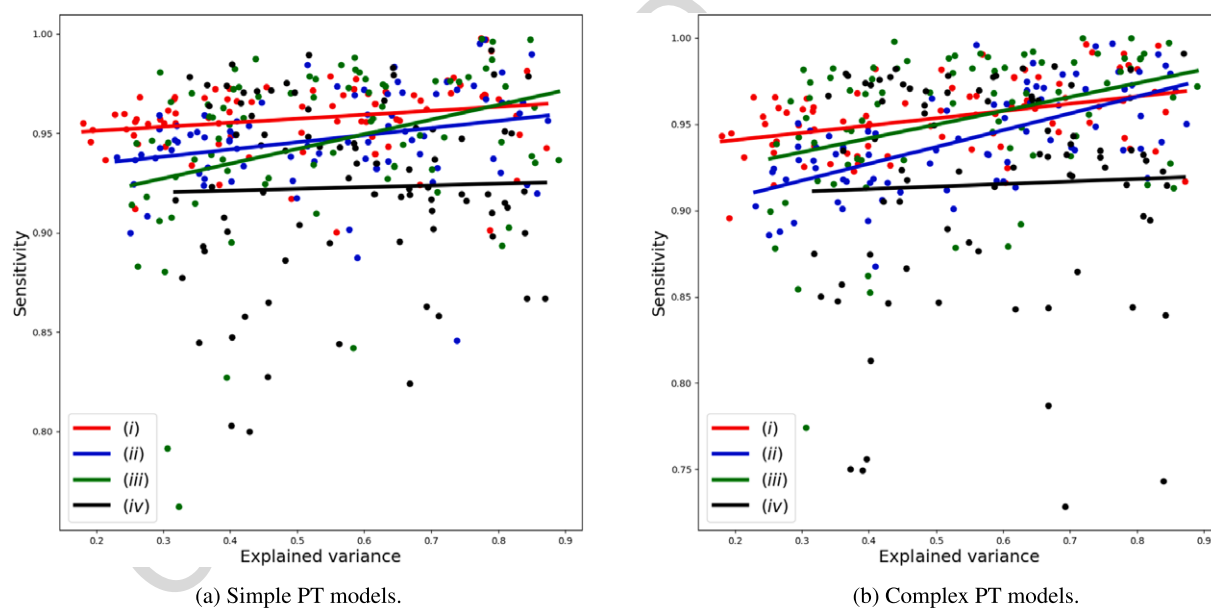 1.00
0.95
0.90
0.85
0.80
Sensitivity
(i)
(ii)
(iii)
(iv)
0.2 0.3 0.4 0.5 0.6 0.7 0.8 0.9
Explained variance
(a) Simple PT models.
1.00
0.95
0.90
0.85
0.80
0.75
Sensitivity
(i)
(ii)
(iii)
(iv)
0.2 0.3 0.4 0.5 0.6 0.7 0.8 0.9
Explained variance
(b) Complex PT models.